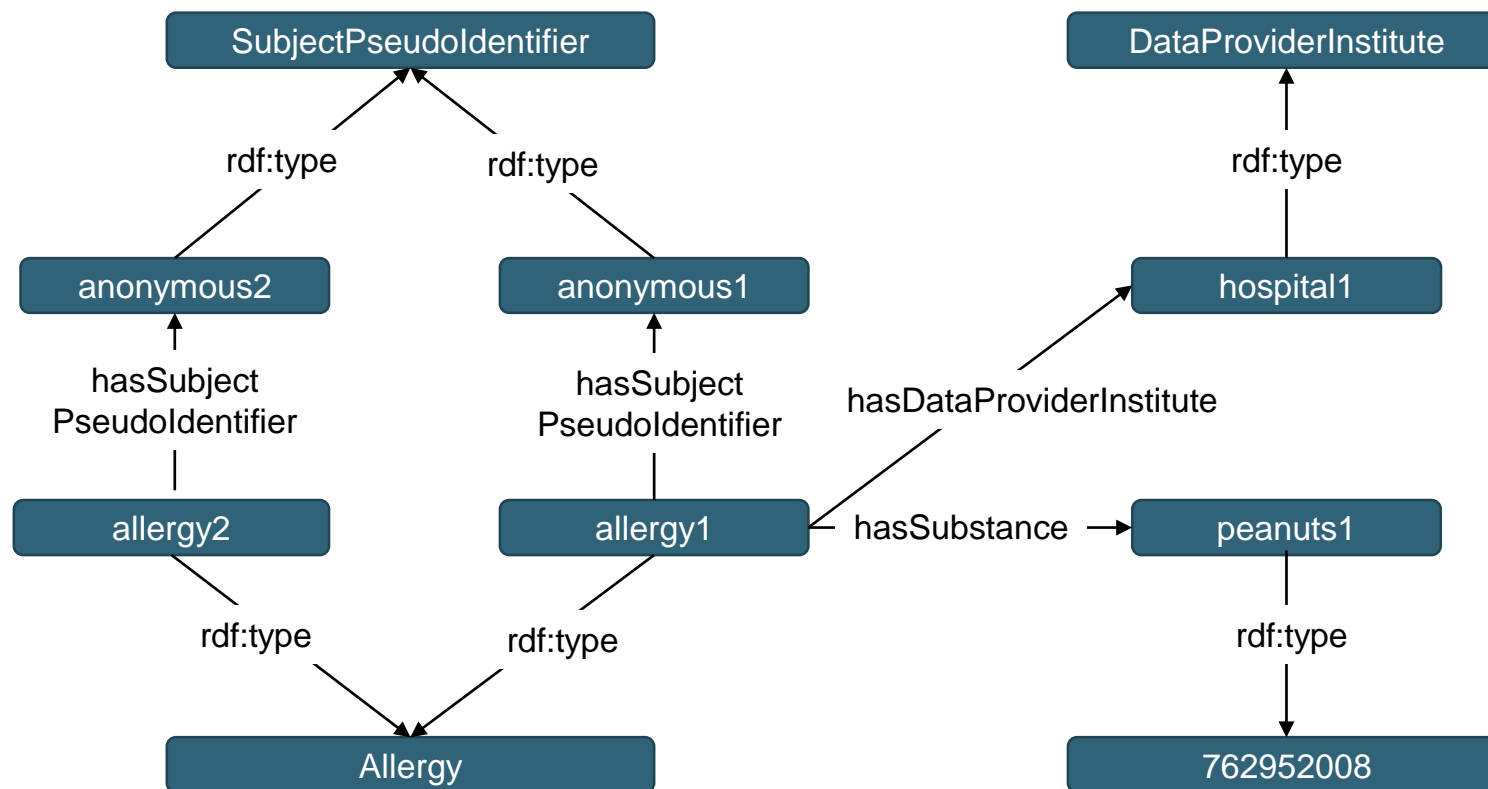 SubjectPseudoIdentifier
DataProviderInstitute
rdf:type
rdf:type
rdf:type
anonymous2
anonymous1
hospital1
hasSubject
PseudoIdentifier
hasSubject
PseudoIdentifier
hasDataProviderInstitute
allergy2
allergy1
hasSubstance
peanuts1
rdf:type
rdf:type
rdf:type
Allergy
762952008